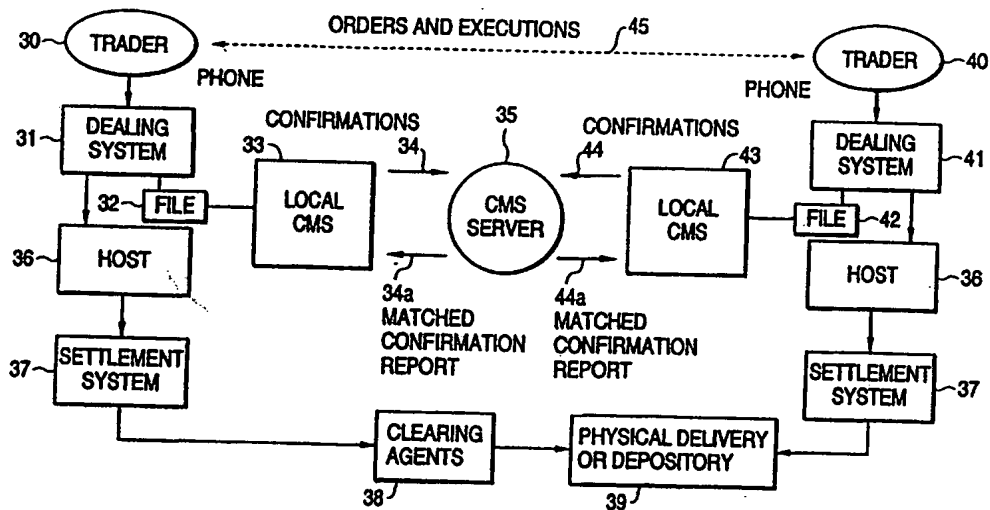 ORDERS AND EXECUTIONS
45
30
TRADER
PHONE
TRADER
40
PHONE
31
DEALING
SYSTEM
CONFIRMATIONS
33
34
35
CONFIRMATIONS
44
43
DEALING
SYSTEM
41
32
FILE
LOCAL
CMS
CMS
SERVER
LOCAL
CMS
FILE
42
36
HOST
34a
MATCHED
CONFIRMATION
REPORT
44a
MATCHED
CONFIRMATION
REPORT
HOST
36
37
SETTLEMENT
SYSTEM
SETTLEMENT
SYSTEM
37
CLEARING
AGENTS
38
PHYSICAL DELIVERY
OR DEPOSITORY
39